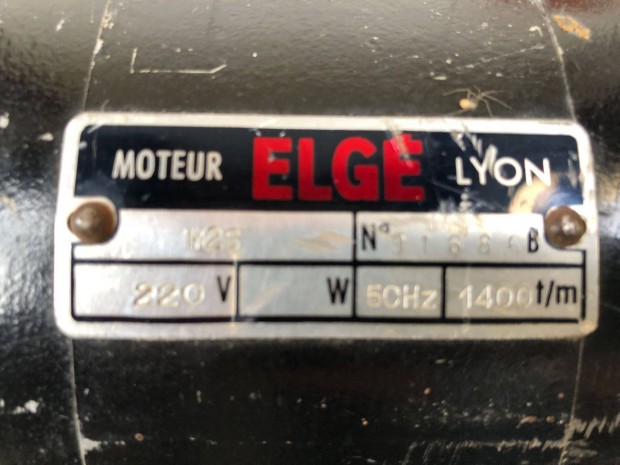 MOTEUR ELGÉ LYON
N° B
220 V W 50Hz 1400 t/m